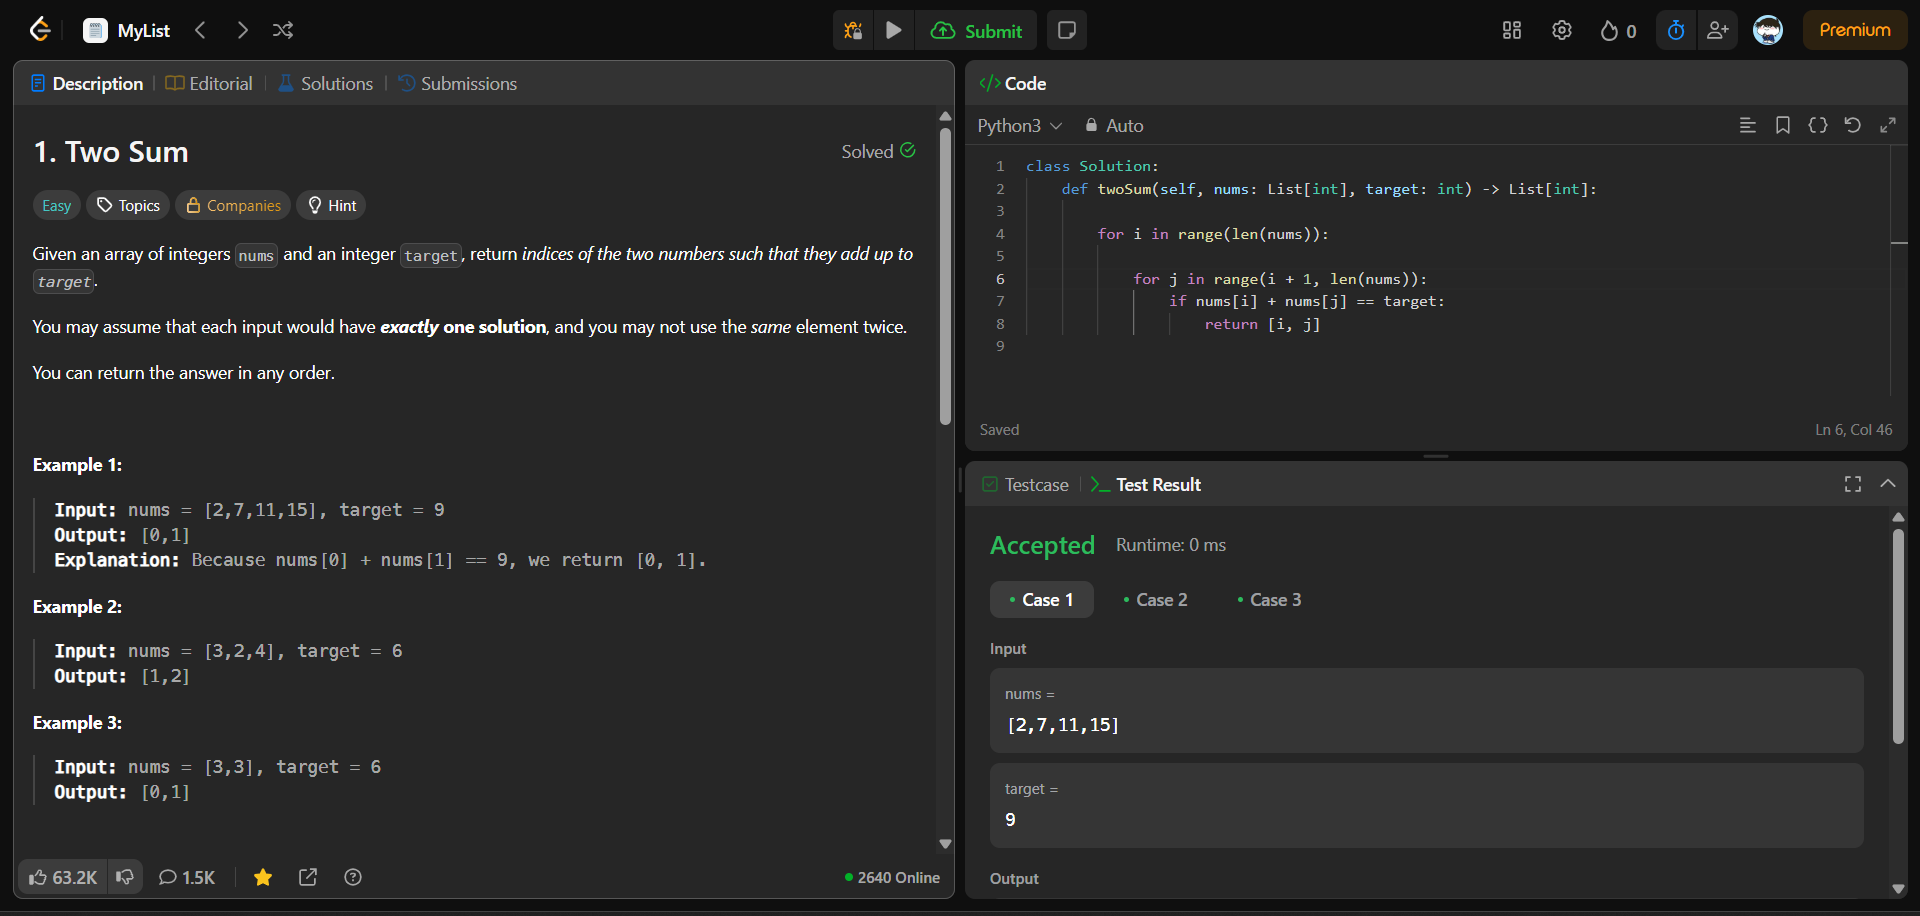 MyList
Submit
0
Premium
Description
Editorial
Solutions
Submissions
1. Two Sum
Solved
Easy
Topics
Companies
Hint
Given an array of integers nums and an integer target, return indices of the two numbers such that they add up to
target.
You may assume that each input would have exactly one solution, and you may not use the same element twice.
You can return the answer in any order.
Example 1:
Input: nums = [2,7,11,15], target = 9
Output: [0,1]
Explanation: Because nums[0] + nums[1] == 9, we return [0, 1].
Example 2:
Input: nums = [3,2,4], target = 6
Output: [1,2]
Example 3:
Input: nums = [3,3], target = 6
Output: [0,1]
63.2K
1.5K
2640 Online
</> Code
Python3
Auto
1 class Solution:
2     def twoSum(self, nums: List[int], target: int) -> List[int]:
3
4         for i in range(len(nums)):
5
6             for j in range(i + 1, len(nums)):
7                 if nums[i] + nums[j] == target:
8                     return [i, j]
9
Saved
Ln 6, Col 46
Testcase
Test Result
Accepted
Runtime: 0 ms
Case 1
Case 2
Case 3
Input
nums =
[2,7,11,15]
target =
9
Output